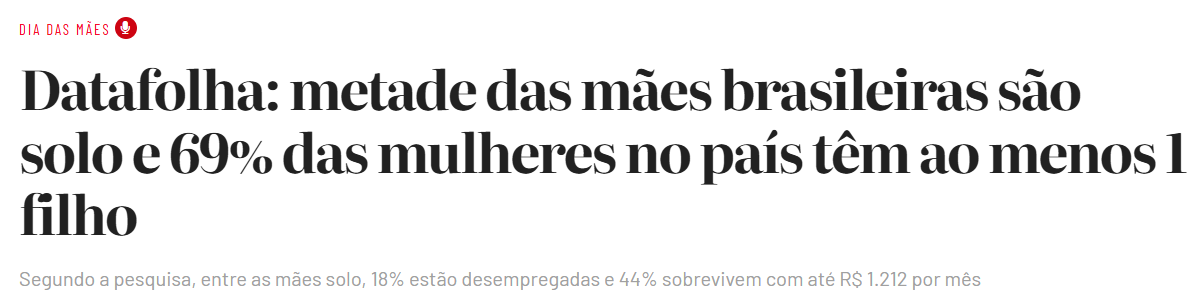 DIA DAS MÃES
Datafolha: metade das mães brasileiras são
solo e 69% das mulheres no país têm ao menos 1
filho
Segundo a pesquisa, entre as mães solo, 18% estão desempregadas e 44% sobrevivem com até R$ 1.212 por mês